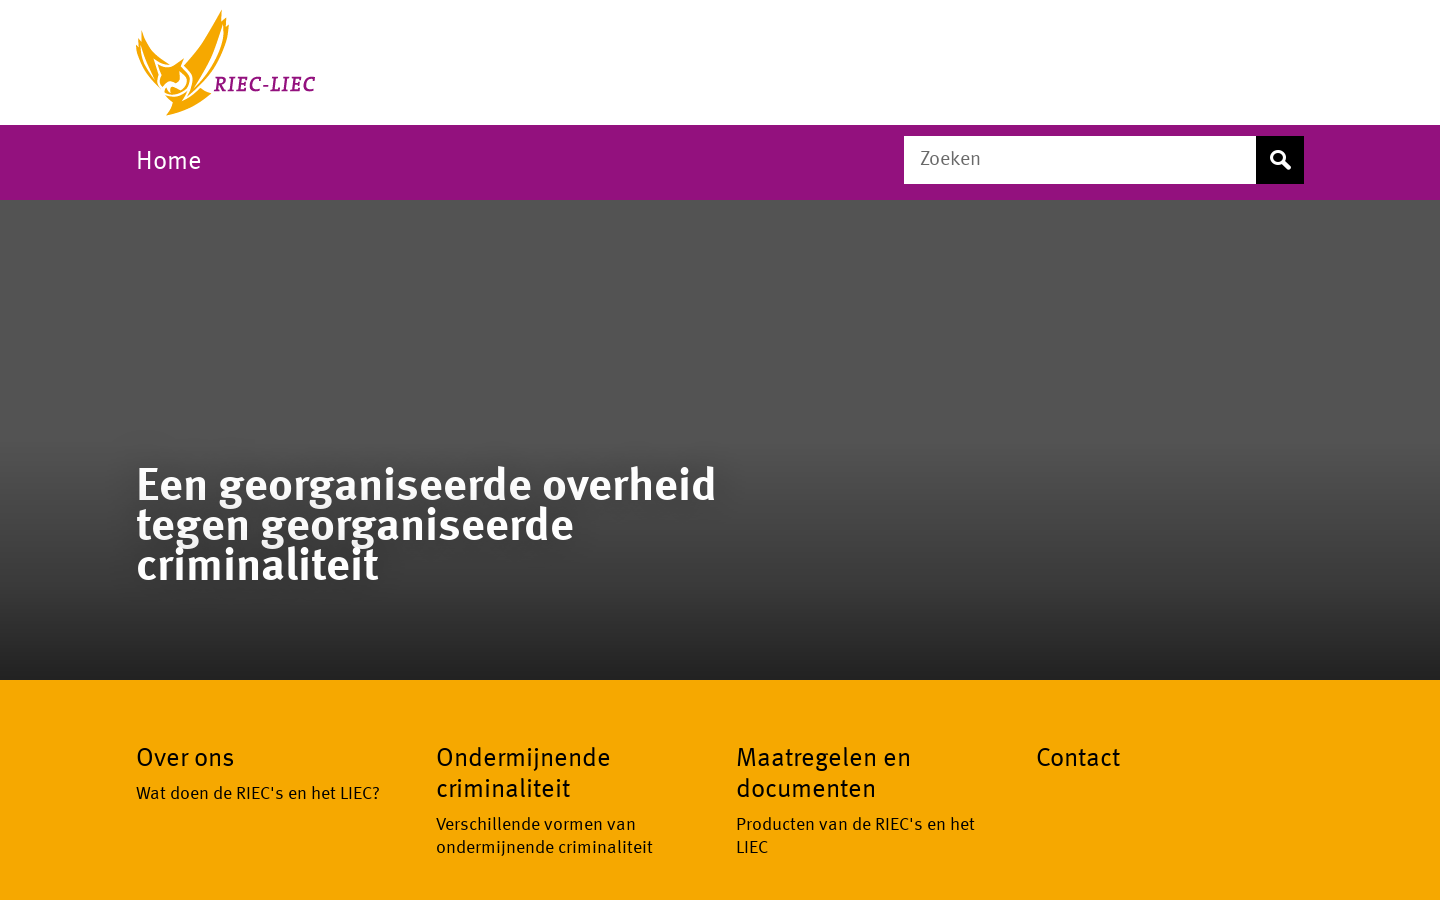 RIEC-LIEC
Home
Zoeken
Een georganiseerde overheid
tegen georganiseerde
criminaliteit
Over ons
Wat doen de RIEC's en het LIEC?
Ondermijnende
criminaliteit
Verschillende vormen van
ondermijnende criminaliteit
Maatregelen en
documenten
Producten van de RIEC's en het
LIEC
Contact